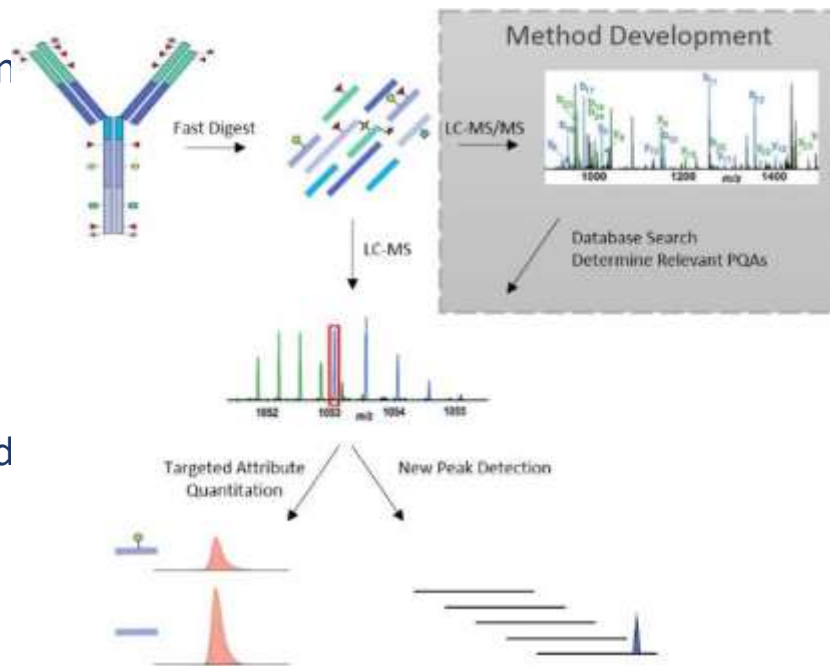 Method Development
Fast Digest
LC-MS/MS
1000
1200
m/z
1400
Database Search
Determine Relevant PQAs
LC-MS
1052
1053
m/z
1054
1055
Targeted Attribute
Quantitation
New Peak Detection
d